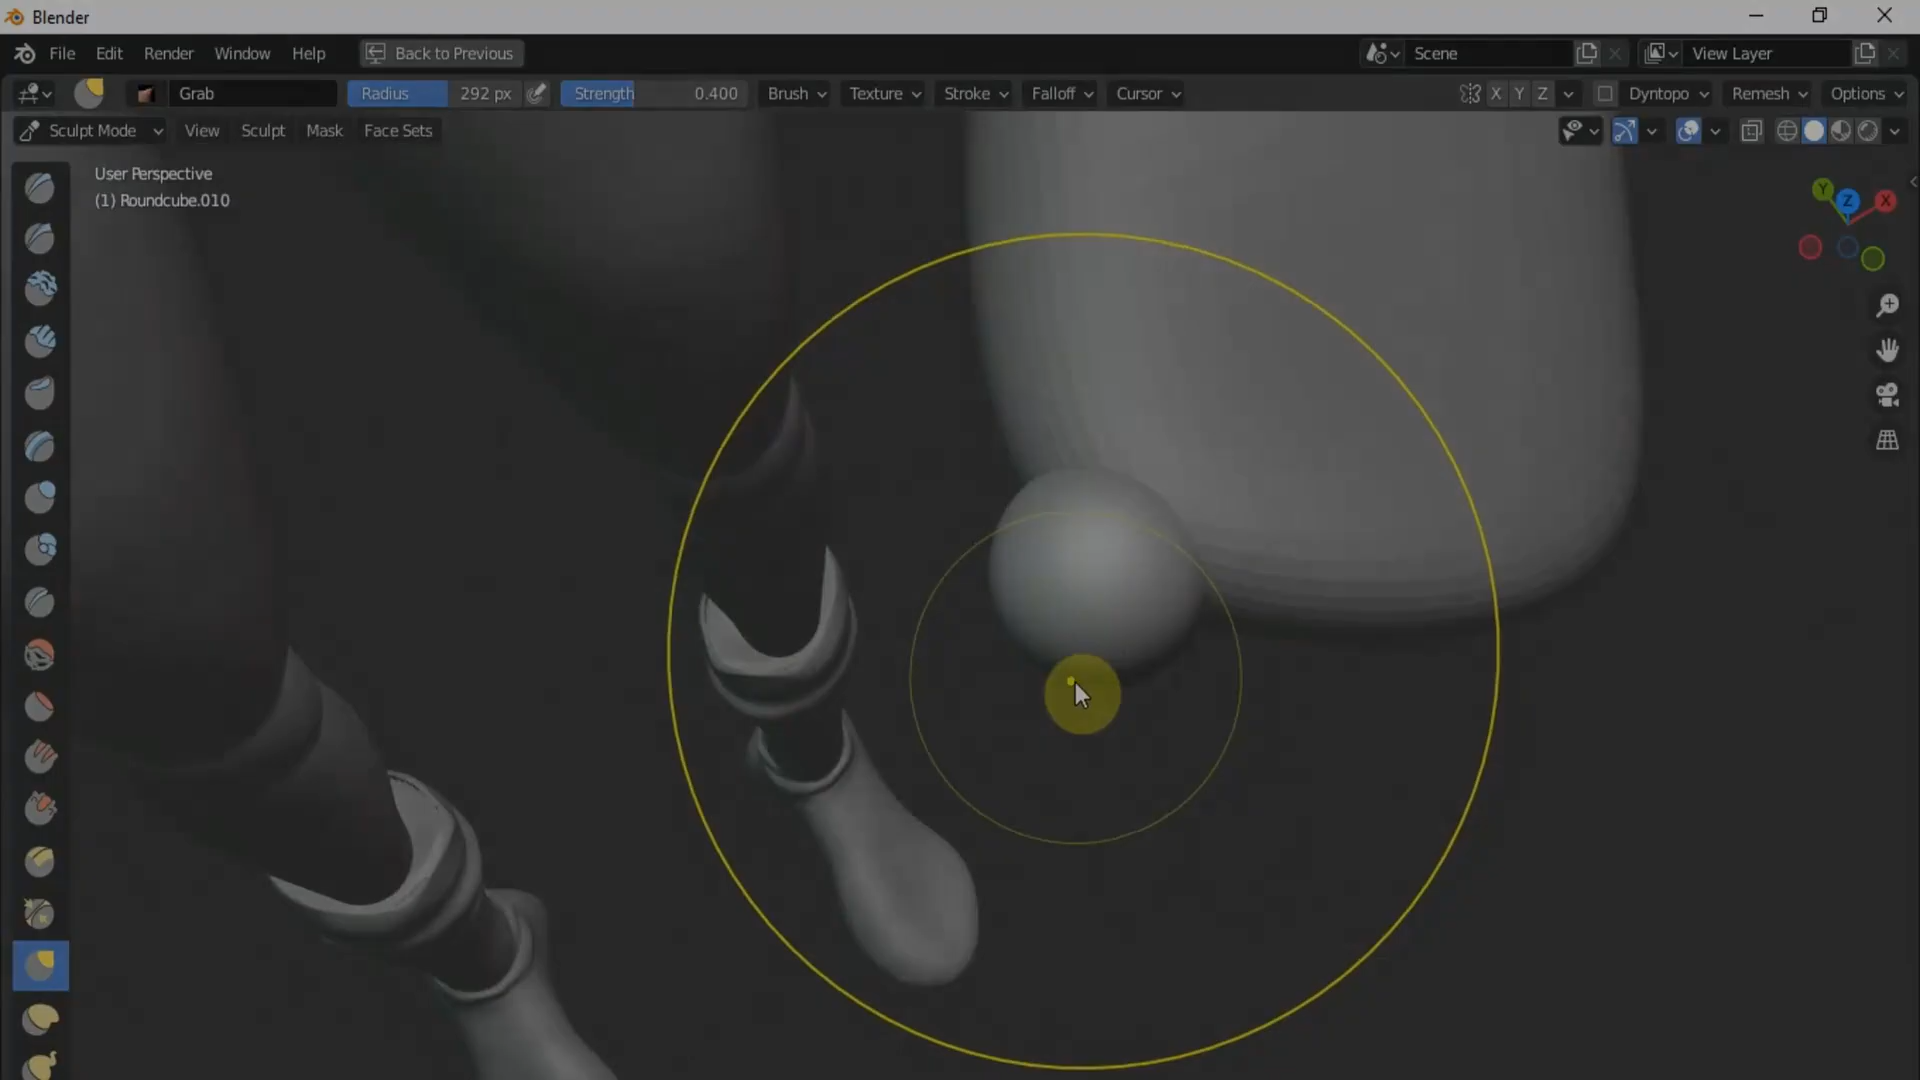 Blender
File Edit Render Window Help Back to Previous Scene View Layer
Grab Radius 292 px Strength 0.400 Brush Texture Stroke Falloff Cursor X Y Z Dyntopo Remesh Options
Sculpt Mode View Sculpt Mask Face Sets
User Perspective
(1) Roundcube.010
Y Z X